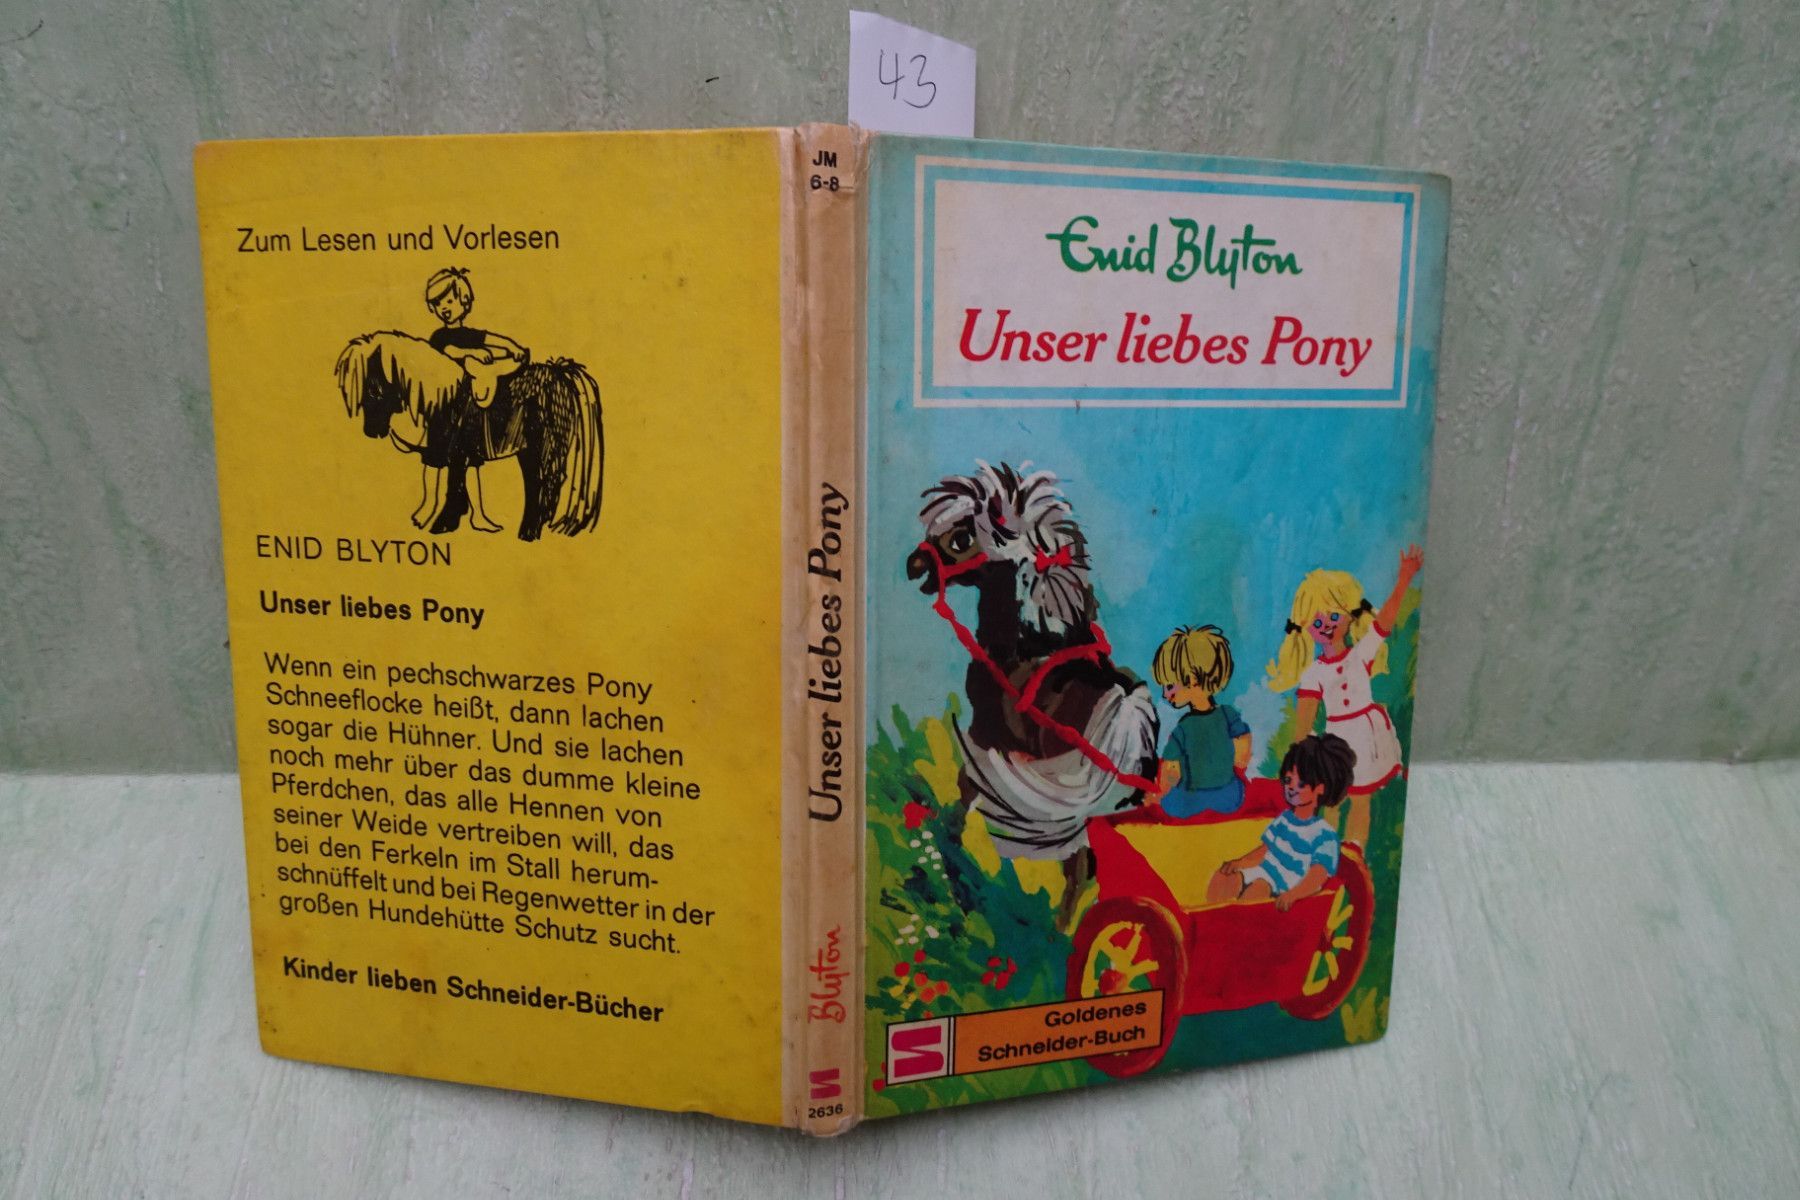 43
Zum Lesen und Vorlesen
ENID BLYTON
Unser liebes Pony
Wenn ein pechschwarzes Pony
Schneeflocke heißt, dann lachen
sogar die Hühner. Und sie lachen
noch mehr über das dumme kleine
Pferdchen, das alle Hennen von
seiner Weide vertreiben will, das
bei den Ferkeln im Stall herum-
schnüffelt und bei Regenwetter in der
großen Hundehütte Schutz sucht.
Kinder lieben Schneider-Bücher
JM
6-8
Unser liebes Pony
Blyton
2636
Enid Blyton
Unser liebes Pony
Goldenes
Schneider-Buch